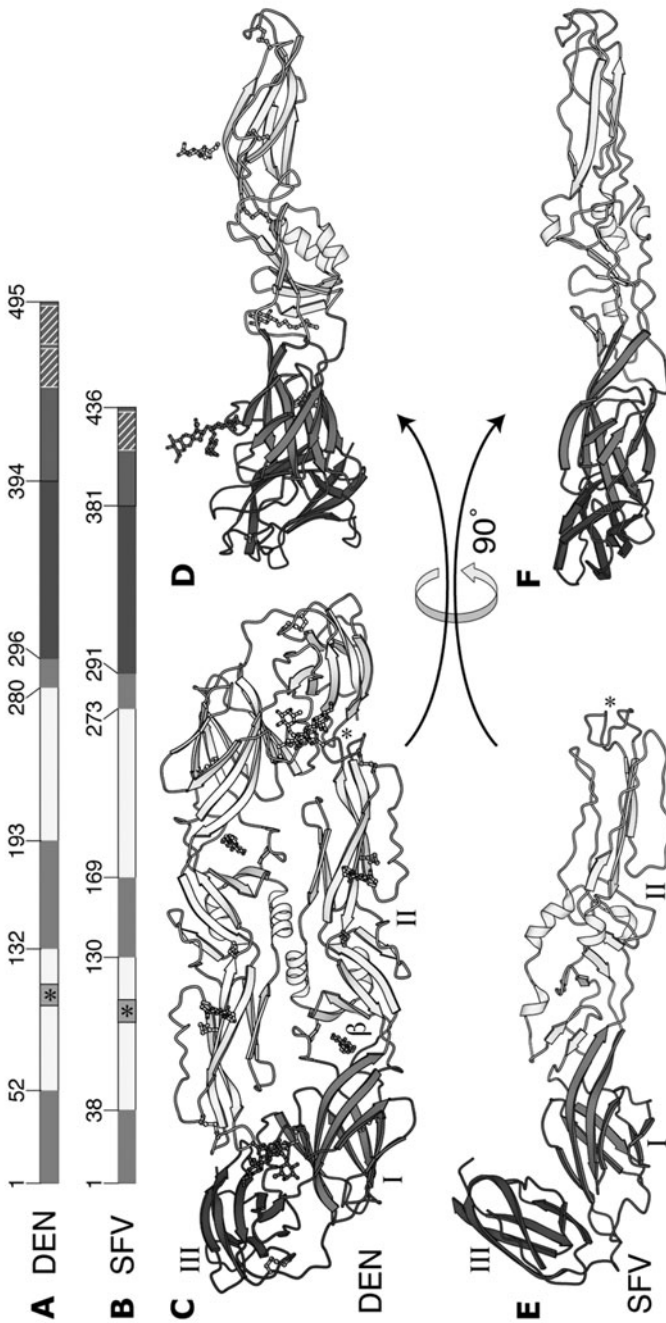 A DEN
1 52 132 193 280 296 394 495
*
B SFV
1 38 130 169 273 291 381 436
*
C
III
*
β
I
II
DEN
D
90°
E
III
*
I
II
SFV
F